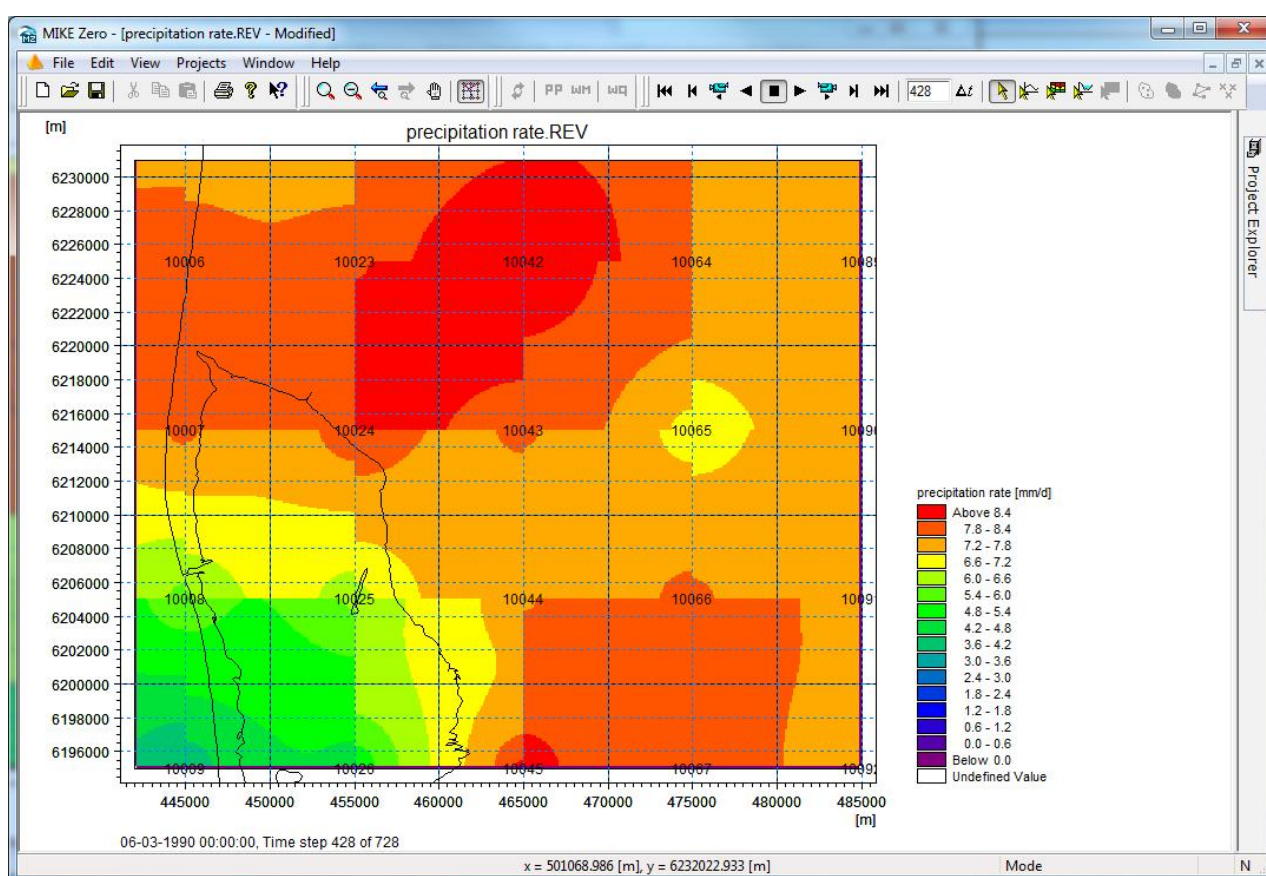 MIKE Zero - [precipitation rate.REV - Modified]
File Edit View Projects Window Help
PP WM WQ 428 Δt
Project Explorer
[m]
precipitation rate.REV
6230000
6228000
6226000
10006 10023 10042 10064 10089
6224000
6222000
6220000
6218000
6216000
10007 10024 10043 10065 10090
6214000
6212000
6210000
6208000
6206000
10008 10025 10044 10066 10091
6204000
6202000
6200000
6198000
6196000
10009 10026 10045 10067 10092
445000 450000 455000 460000 465000 470000 475000 480000 485000
[m]
precipitation rate [mm/d]
Above 8.4
7.8 - 8.4
7.2 - 7.8
6.6 - 7.2
6.0 - 6.6
5.4 - 6.0
4.8 - 5.4
4.2 - 4.8
3.6 - 4.2
3.0 - 3.6
2.4 - 3.0
1.8 - 2.4
1.2 - 1.8
0.6 - 1.2
0.0 - 0.6
Below 0.0
Undefined Value
06-03-1990 00:00:00, Time step 428 of 728
x = 501068.986 [m], y = 6232022.933 [m] Mode N